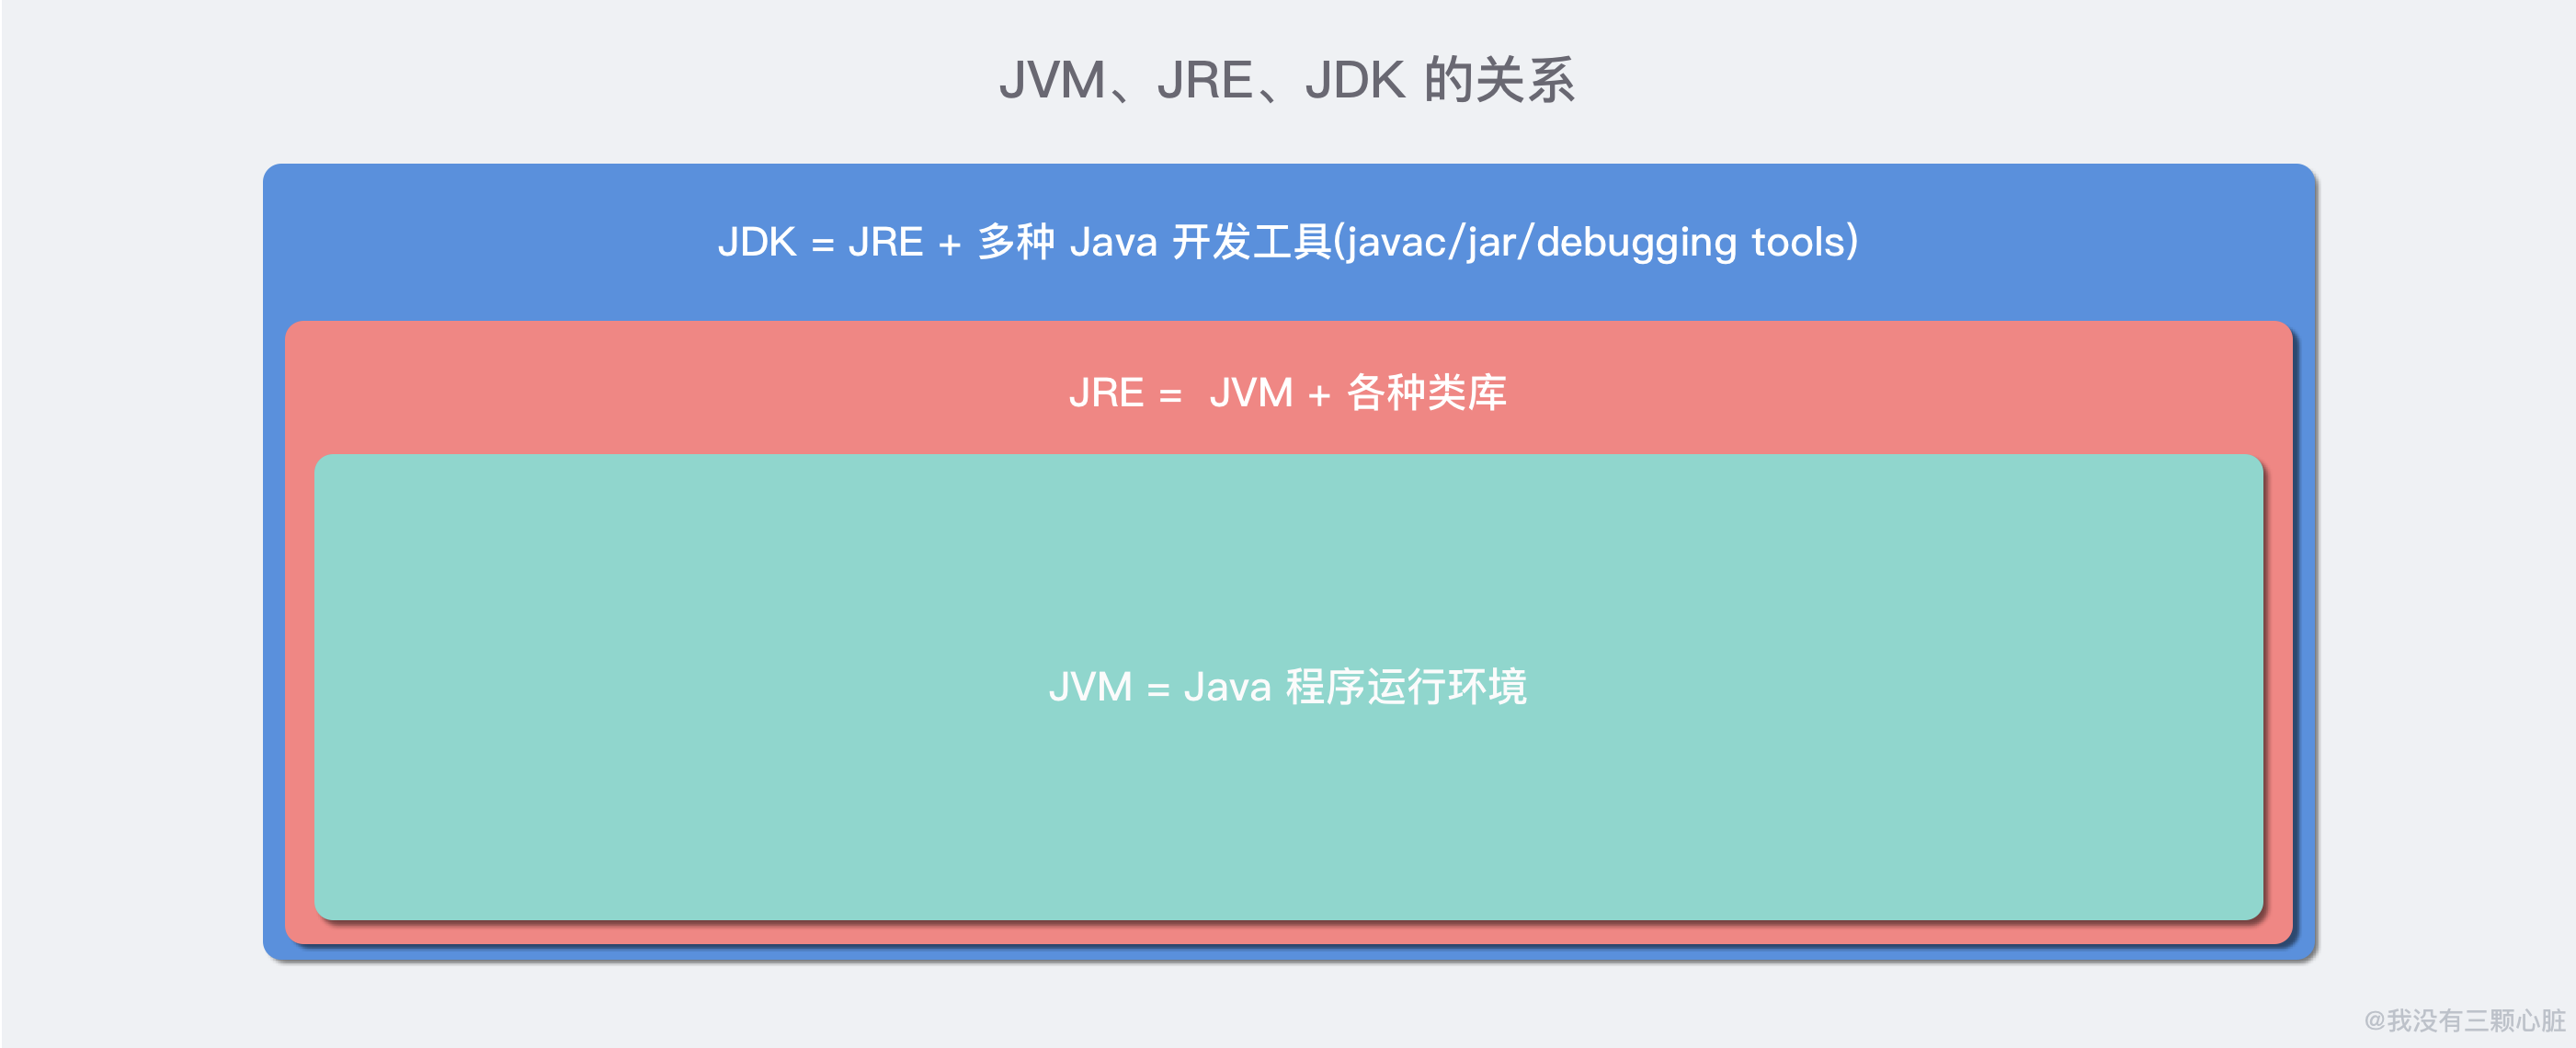 JVM、JRE、JDK 的关系
JDK = JRE + 多种 Java 开发工具(javac/jar/debugging tools)
JRE = JVM + 各种类库
JVM = Java 程序运行环境
@我没有三颗心脏